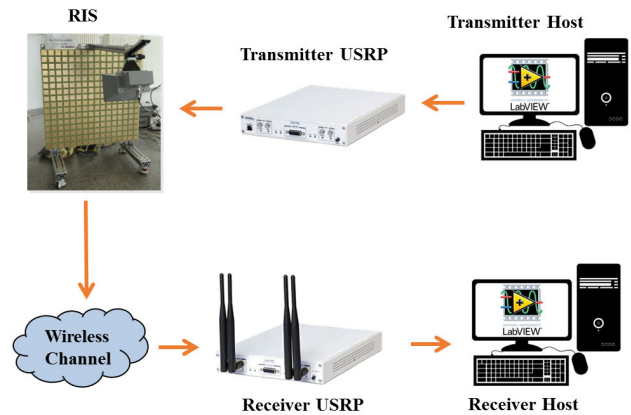 RIS
Transmitter Host
Transmitter USRP
LabVIEW
Wireless
Channel
LabVIEW
Receiver USRP
Receiver Host